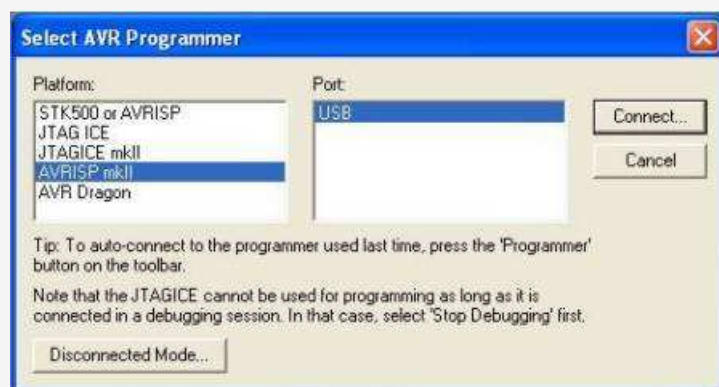 Select AVR Programmer
Platform:
Port:
STK500 or AVRISP
JTAG ICE
JTAGICE mkII
AVRISP mkII
AVR Dragon
USB
Connect...
Cancel
Tip: To auto-connect to the programmer used last time, press the 'Programmer'
button on the toolbar.
Note that the JTAGICE cannot be used for programming as long as it is
connected in a debugging session. In that case, select 'Stop Debugging' first.
Disconnected Mode...